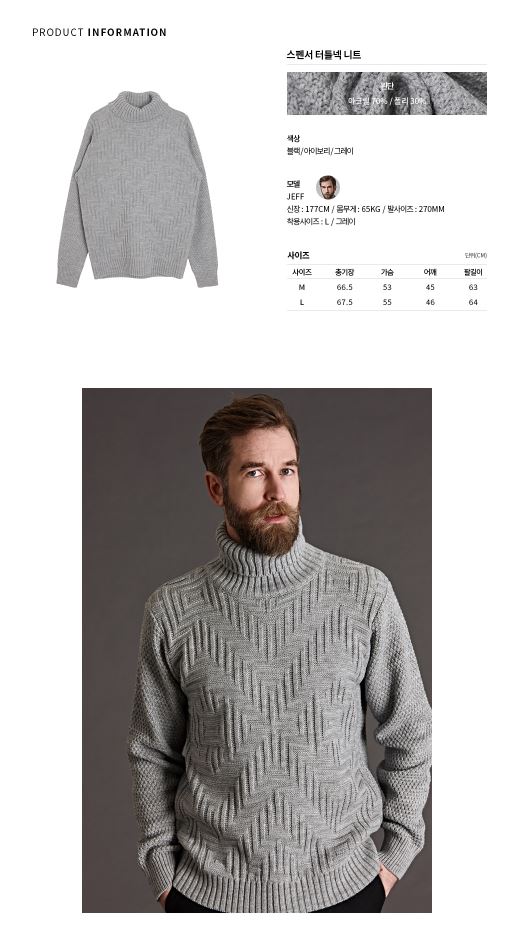 PRODUCT INFORMATION
스펜서 터틀넥 니트
원단
아크릴 70% / 폴리 30%
색상
블랙/아이보리/그레이
모델
JEFF
신장 : 177CM / 몸무게 : 65KG / 발사이즈 : 270MM
착용사이즈 : L / 그레이
사이즈 단위(CM)
사이즈 총기장 가슴 어깨 팔길이
M 66.5 53 45 63
L 67.5 55 46 64